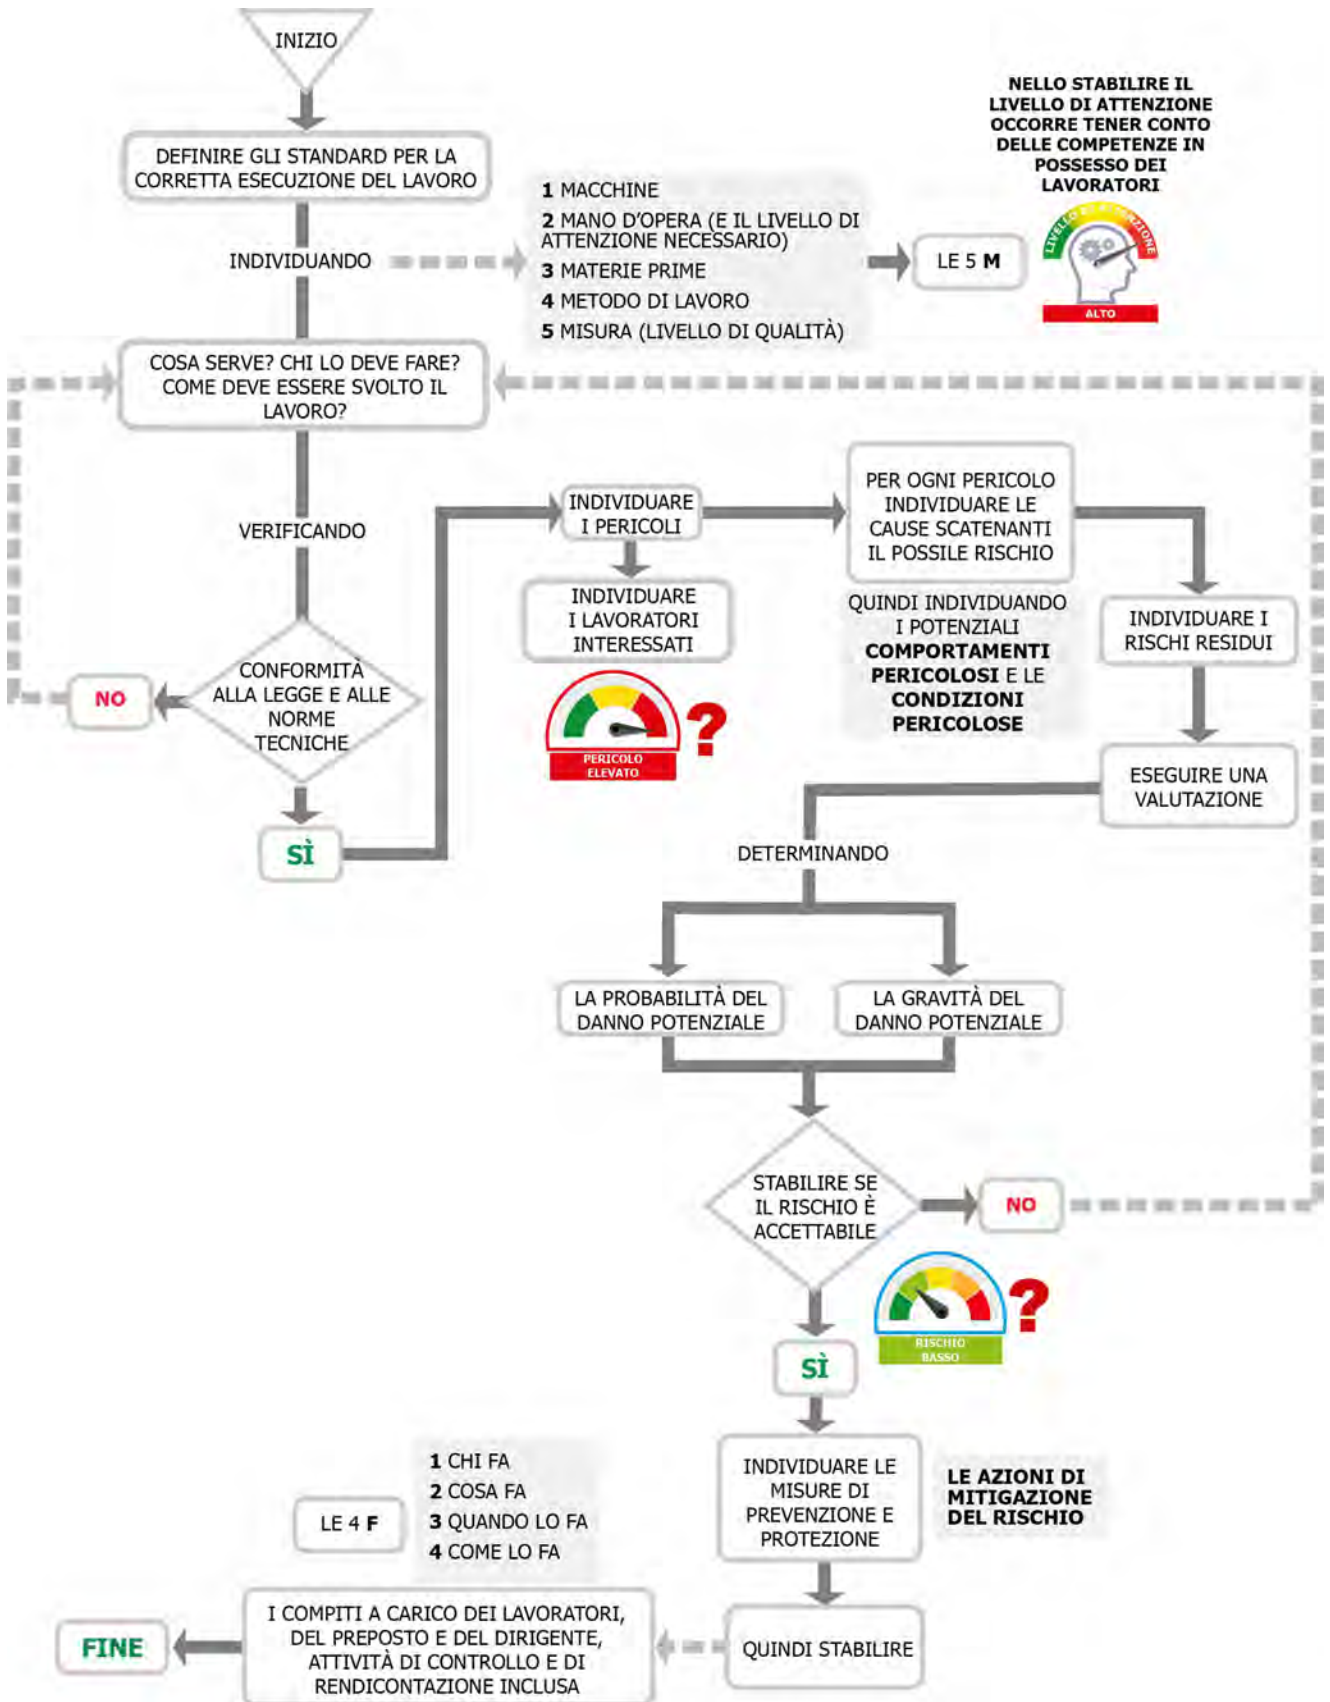 INIZIO
NELLO STABILIRE IL
LIVELLO DI ATTENZIONE
OCCORRE TENER CONTO
DELLE COMPETENZE IN
POSSESSO DEI
LAVORATORI
DEFINIRE GLI STANDARD PER LA
CORRETTA ESECUZIONE DEL LAVORO
1 MACCHINE
2 MANO D'OPERA (E IL LIVELLO DI
ATTENZIONE NECESSARIO)
3 MATERIE PRIME
4 METODO DI LAVORO
5 MISURA (LIVELLO DI QUALITÀ)
INDIVIDUANDO
LE 5 M
LIVELLO DI ATTENZIONE
ALTO
COSA SERVE? CHI LO DEVE FARE?
COME DEVE ESSERE SVOLTO IL
LAVORO?
VERIFICANDO
INDIVIDUARE
I PERICOLI
PER OGNI PERICOLO
INDIVIDUARE LE
CAUSE SCATENANTI
IL POSSILE RISCHIO
INDIVIDUARE
I LAVORATORI
INTERESSATI
QUINDI INDIVIDUANDO
I POTENZIALI
COMPORTAMENTI
PERICOLOSI E LE
CONDIZIONI
PERICOLOSE
INDIVIDUARE I
RISCHI RESIDUI
CONFORMITÀ
ALLA LEGGE E ALLE
NORME
TECNICHE
NO
?
PERICOLO
ELEVATO
ESEGUIRE UNA
VALUTAZIONE
SÌ
DETERMINANDO
LA PROBABILITÀ DEL
DANNO POTENZIALE
LA GRAVITÀ DEL
DANNO POTENZIALE
STABILIRE SE
IL RISCHIO È
ACCETTABILE
NO
?
RISCHIO
BASSO
SÌ
INDIVIDUARE LE
MISURE DI
PREVENZIONE E
PROTEZIONE
LE AZIONI DI
MITIGAZIONE
DEL RISCHIO
LE 4 F
1 CHI FA
2 COSA FA
3 QUANDO LO FA
4 COME LO FA
QUINDI STABILIRE
I COMPITI A CARICO DEI LAVORATORI,
DEL PREPOSTO E DEL DIRIGENTE,
ATTIVITÀ DI CONTROLLO E DI
RENDICONTAZIONE INCLUSA
FINE